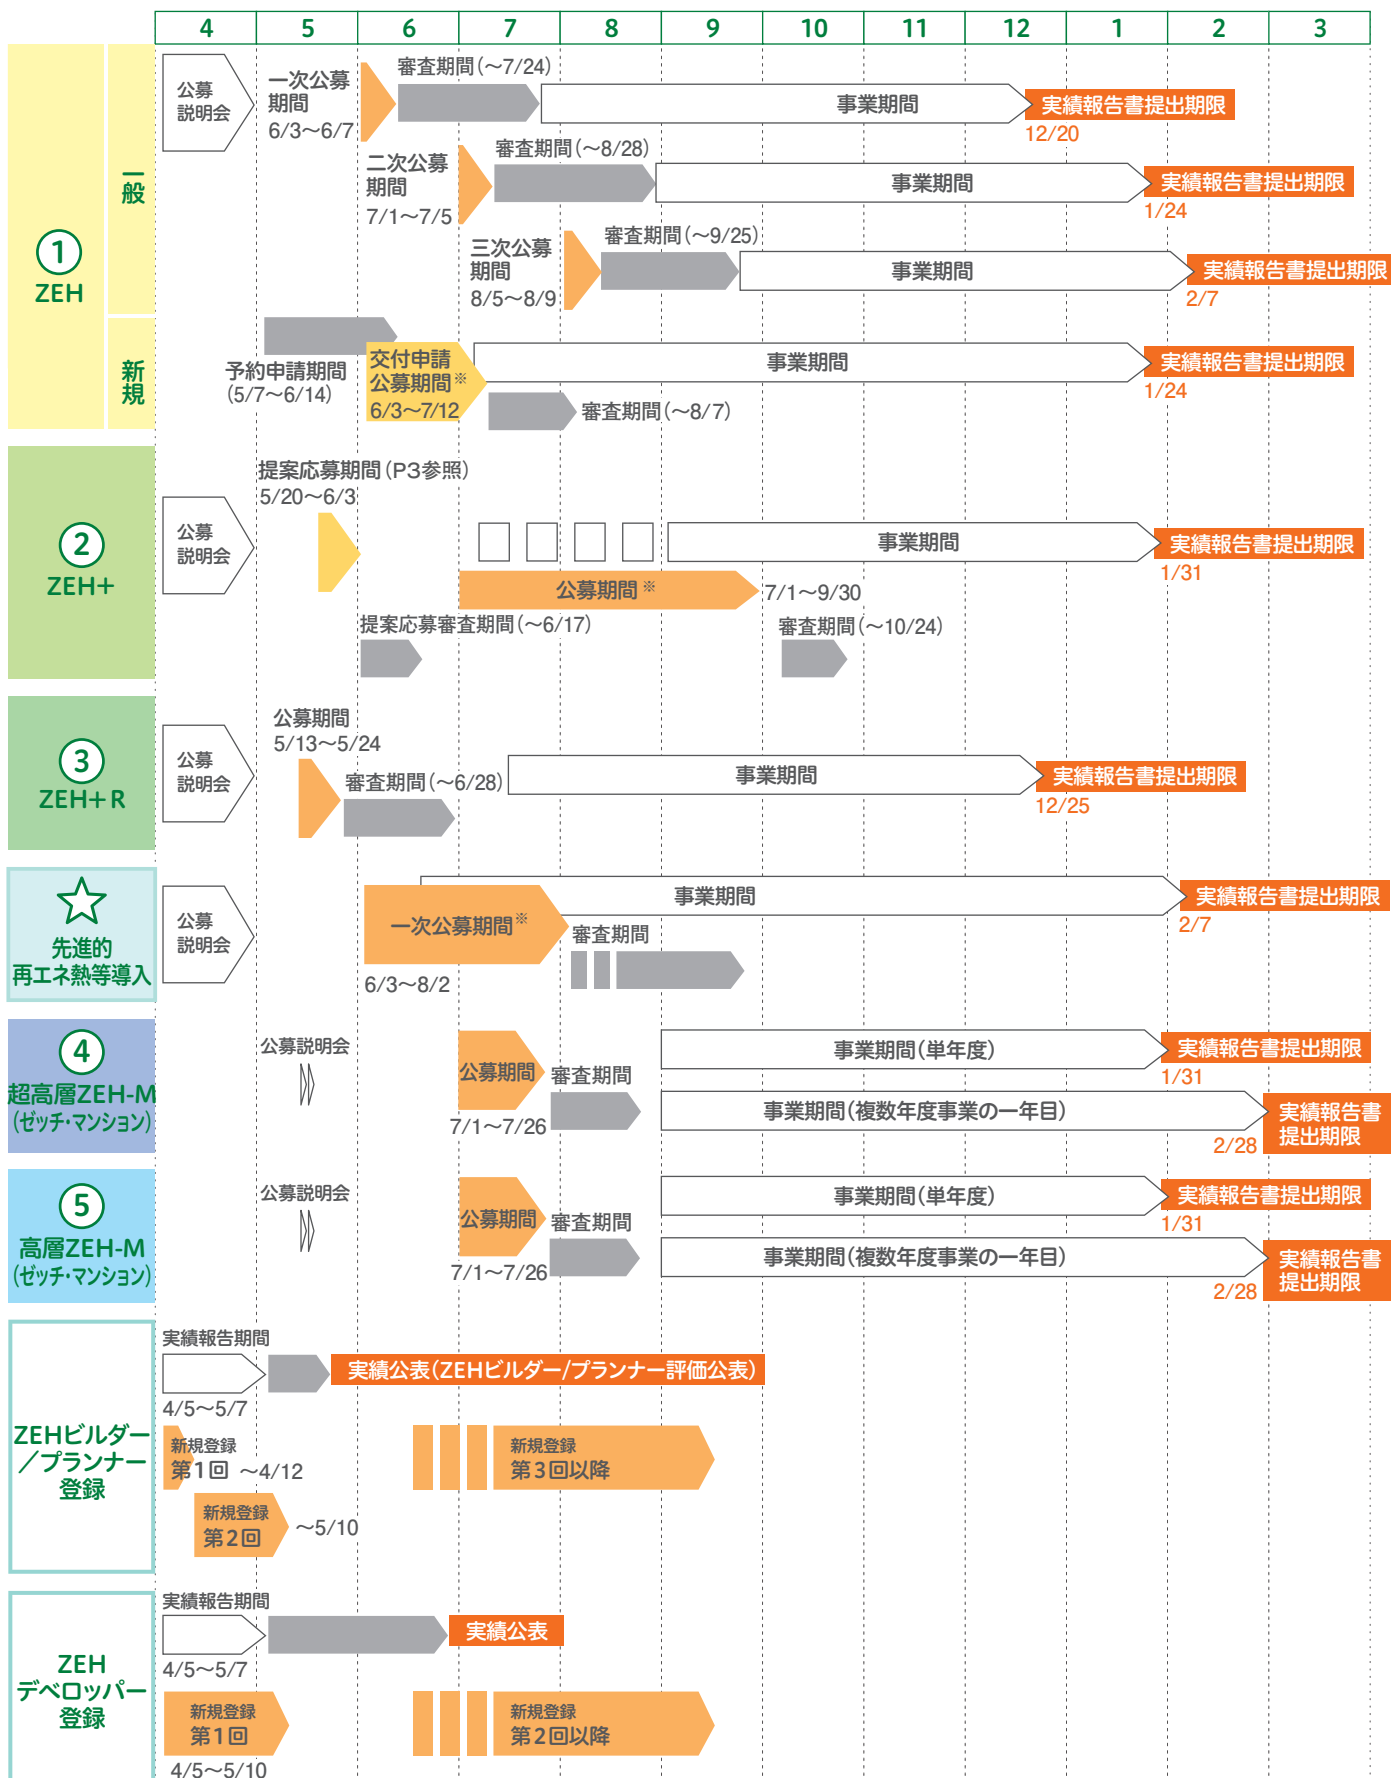 4 5 6 7 8 9 10 11 12 1 2 3
① ZEH
一般
公募
説明会
一次公募
期間
6/3～6/7
審査期間(～7/24)
事業期間
実績報告書提出期限
12/20
二次公募
期間
7/1～7/5
審査期間(～8/28)
事業期間
実績報告書提出期限
1/24
三次公募
期間
8/5～8/9
審査期間(～9/25)
事業期間
実績報告書提出期限
2/7
新規
予約申請期間
(5/7～6/14)
交付申請
公募期間※
6/3～7/12
事業期間
審査期間(～8/7)
実績報告書提出期限
1/24
②
ZEH+
公募
説明会
提案応募期間(P3参照)
5/20～6/3
事業期間
実績報告書提出期限
1/31
公募期間※
7/1～9/30
提案応募審査期間(～6/17)
審査期間(～10/24)
③
ZEH+R
公募
説明会
公募期間
5/13～5/24
審査期間(～6/28)
事業期間
実績報告書提出期限
12/25
☆
先進的
再エネ熱等導入
公募
説明会
一次公募期間※
6/3～8/2
事業期間
審査期間
実績報告書提出期限
2/7
④
超高層ZEH-M
(ゼッチ・マンション)
公募説明会
公募期間
7/1～7/26
審査期間
事業期間(単年度)
実績報告書提出期限
1/31
事業期間(複数年度事業の一年目)
実績報告書
提出期限
2/28
⑤
高層ZEH-M
(ゼッチ・マンション)
公募説明会
公募期間
7/1～7/26
審査期間
事業期間(単年度)
実績報告書提出期限
1/31
事業期間(複数年度事業の一年目)
実績報告書
提出期限
2/28
ZEHビルダー
／プランナー
登録
実績報告期間
4/5～5/7
実績公表(ZEHビルダー/プランナー評価公表)
新規登録
第1回 ～4/12
新規登録
第2回
～5/10
新規登録
第3回以降
ZEH
デベロッパー
登録
実績報告期間
4/5～5/7
実績公表
新規登録
第1回
4/5～5/10
新規登録
第2回以降